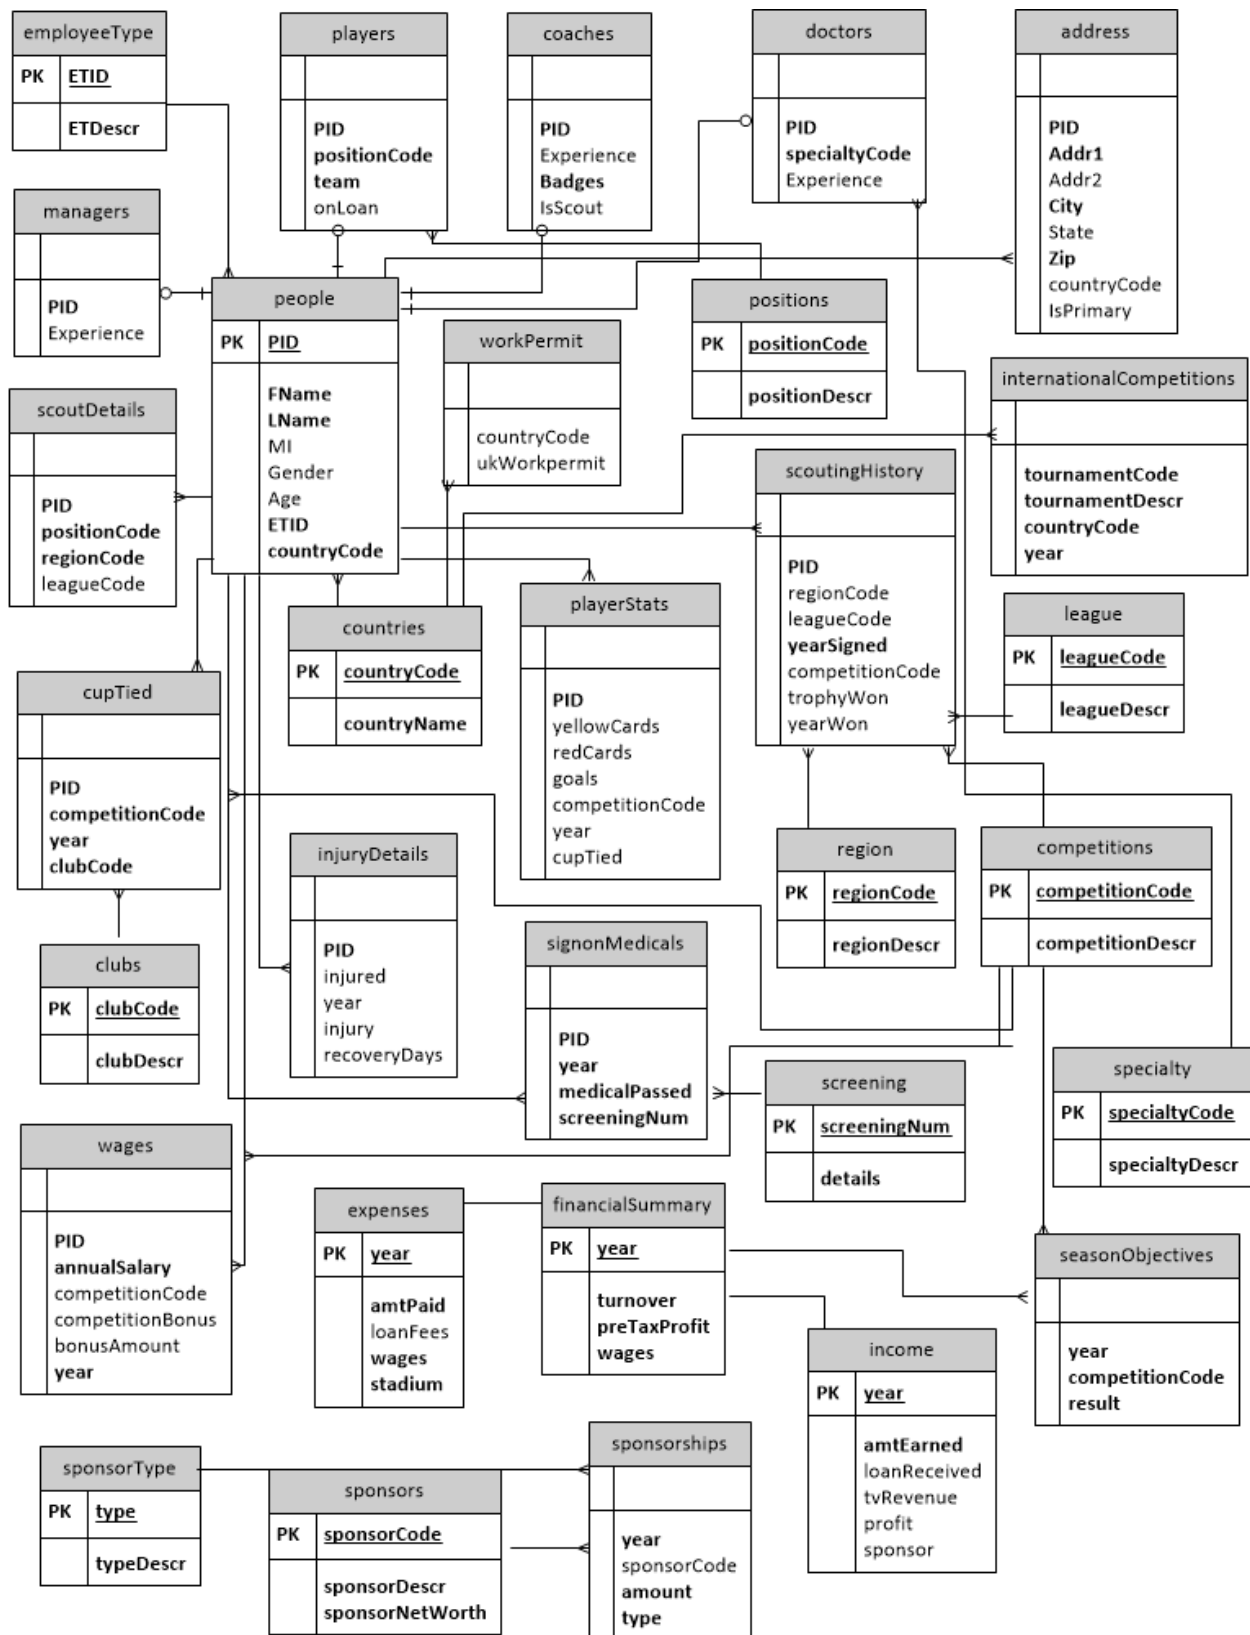 employeeType
PK ETID
ETDescr
players
PID
positionCode
team
onLoan
coaches
PID
Experience
Badges
IsScout
doctors
PID
specialtyCode
Experience
address
PID
Addr1
Addr2
City
State
Zip
countryCode
IsPrimary
managers
PID
Experience
people
PK PID
FName
LName
MI
Gender
Age
ETID
countryCode
workPermit
countryCode
ukWorkpermit
positions
PK positionCode
positionDescr
internationalCompetitions
tournamentCode
tournamentDescr
countryCode
year
scoutDetails
PID
positionCode
regionCode
leagueCode
scoutingHistory
PID
regionCode
leagueCode
yearSigned
competitionCode
trophyWon
yearWon
countries
PK countryCode
countryName
playerStats
PID
yellowCards
redCards
goals
competitionCode
year
cupTied
league
PK leagueCode
leagueDescr
cupTied
PID
competitionCode
year
clubCode
injuryDetails
PID
injured
year
injury
recoveryDays
region
PK regionCode
regionDescr
competitions
PK competitionCode
competitionDescr
clubs
PK clubCode
clubDescr
signonMedicals
PID
year
medicalPassed
screeningNum
screening
PK screeningNum
details
specialty
PK specialtyCode
specialtyDescr
wages
PID
annualSalary
competitionCode
competitionBonus
bonusAmount
year
expenses
PK year
amtPaid
loanFees
wages
stadium
financialSummary
PK year
turnover
preTaxProfit
wages
seasonObjectives
year
competitionCode
result
income
PK year
amtEarned
loanReceived
tvRevenue
profit
sponsor
sponsorType
PK type
typeDescr
sponsors
PK sponsorCode
sponsorDescr
sponsorNetWorth
sponsorships
year
sponsorCode
amount
type